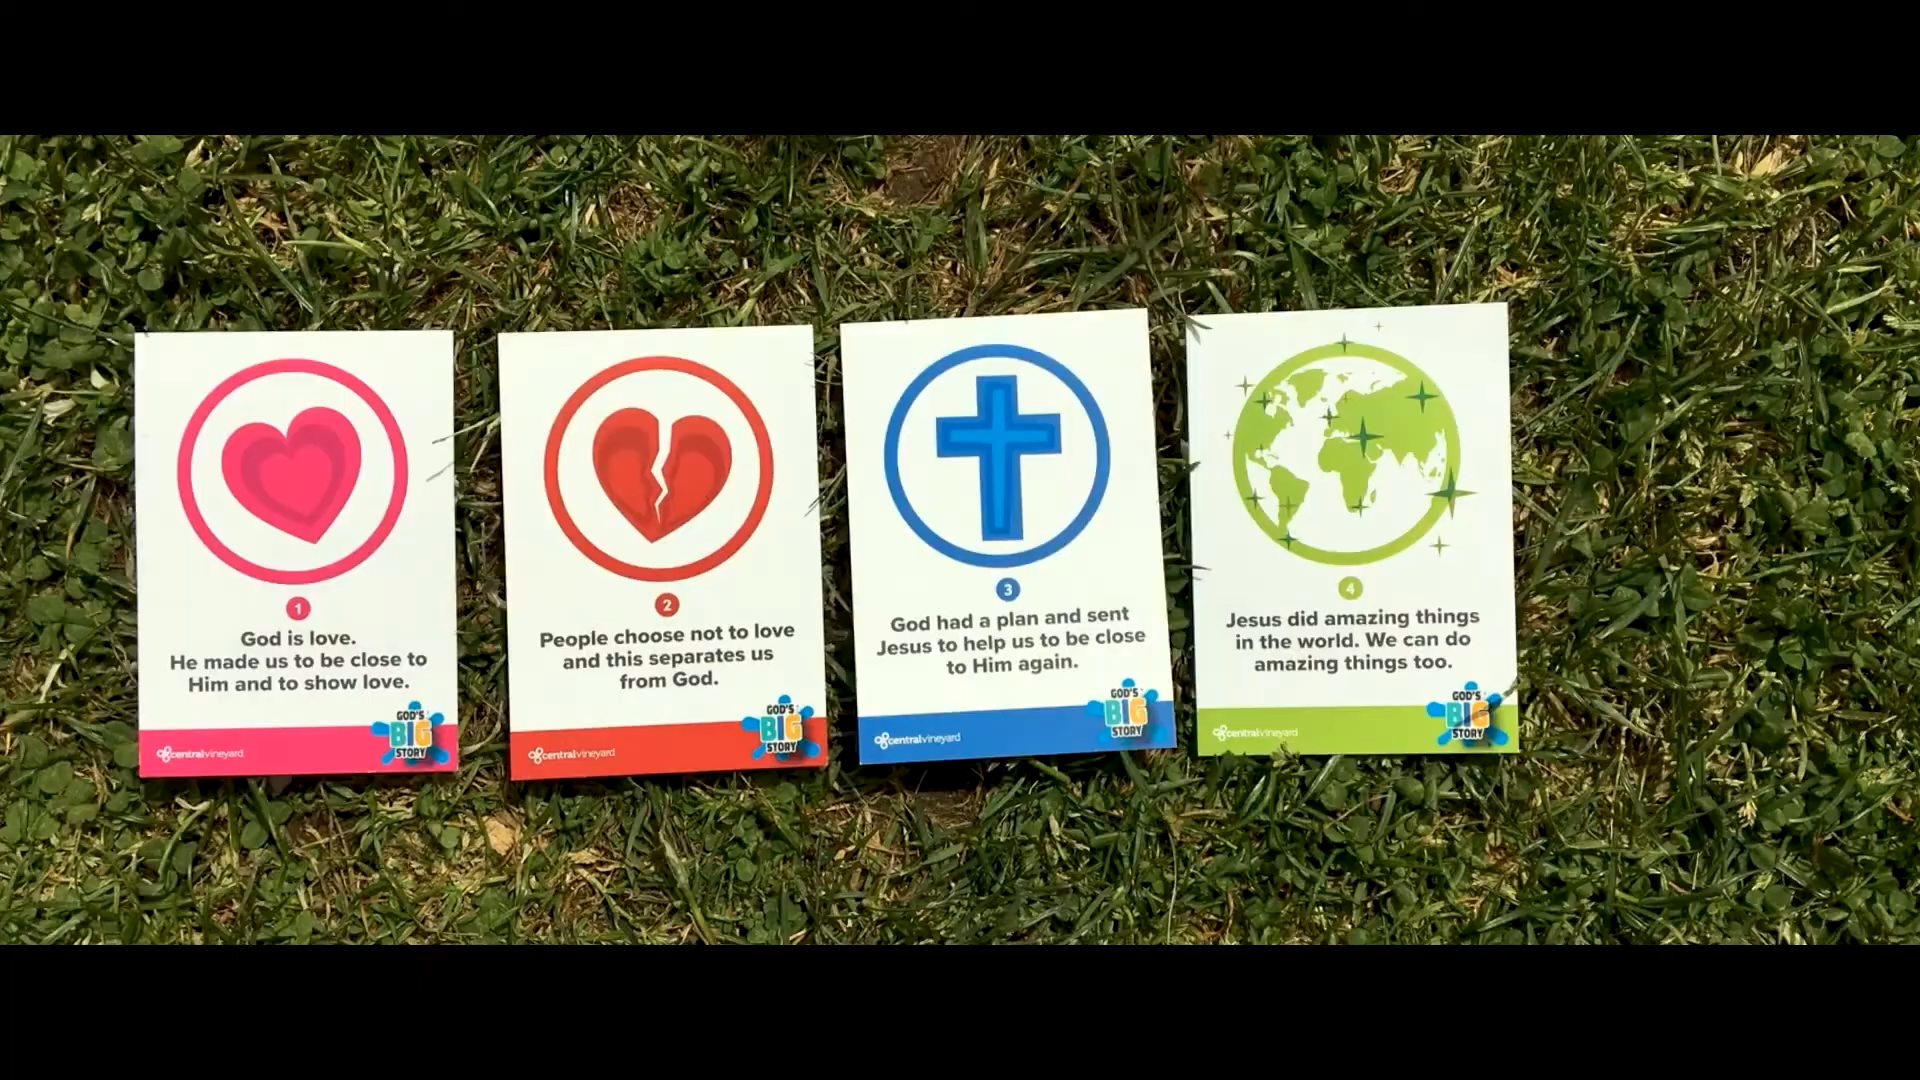 1
God is love.
He made us to be close to
Him and to show love.
centralvineyard
GOD'S
BIG
STORY
2
People choose not to love
and this separates us
from God.
centralvineyard
GOD'S
BIG
STORY
3
God had a plan and sent
Jesus to help us to be close
to Him again.
centralvineyard
GOD'S
BIG
STORY
4
Jesus did amazing things
in the world. We can do
amazing things too.
centralvineyard
GOD'S
BIG
STORY